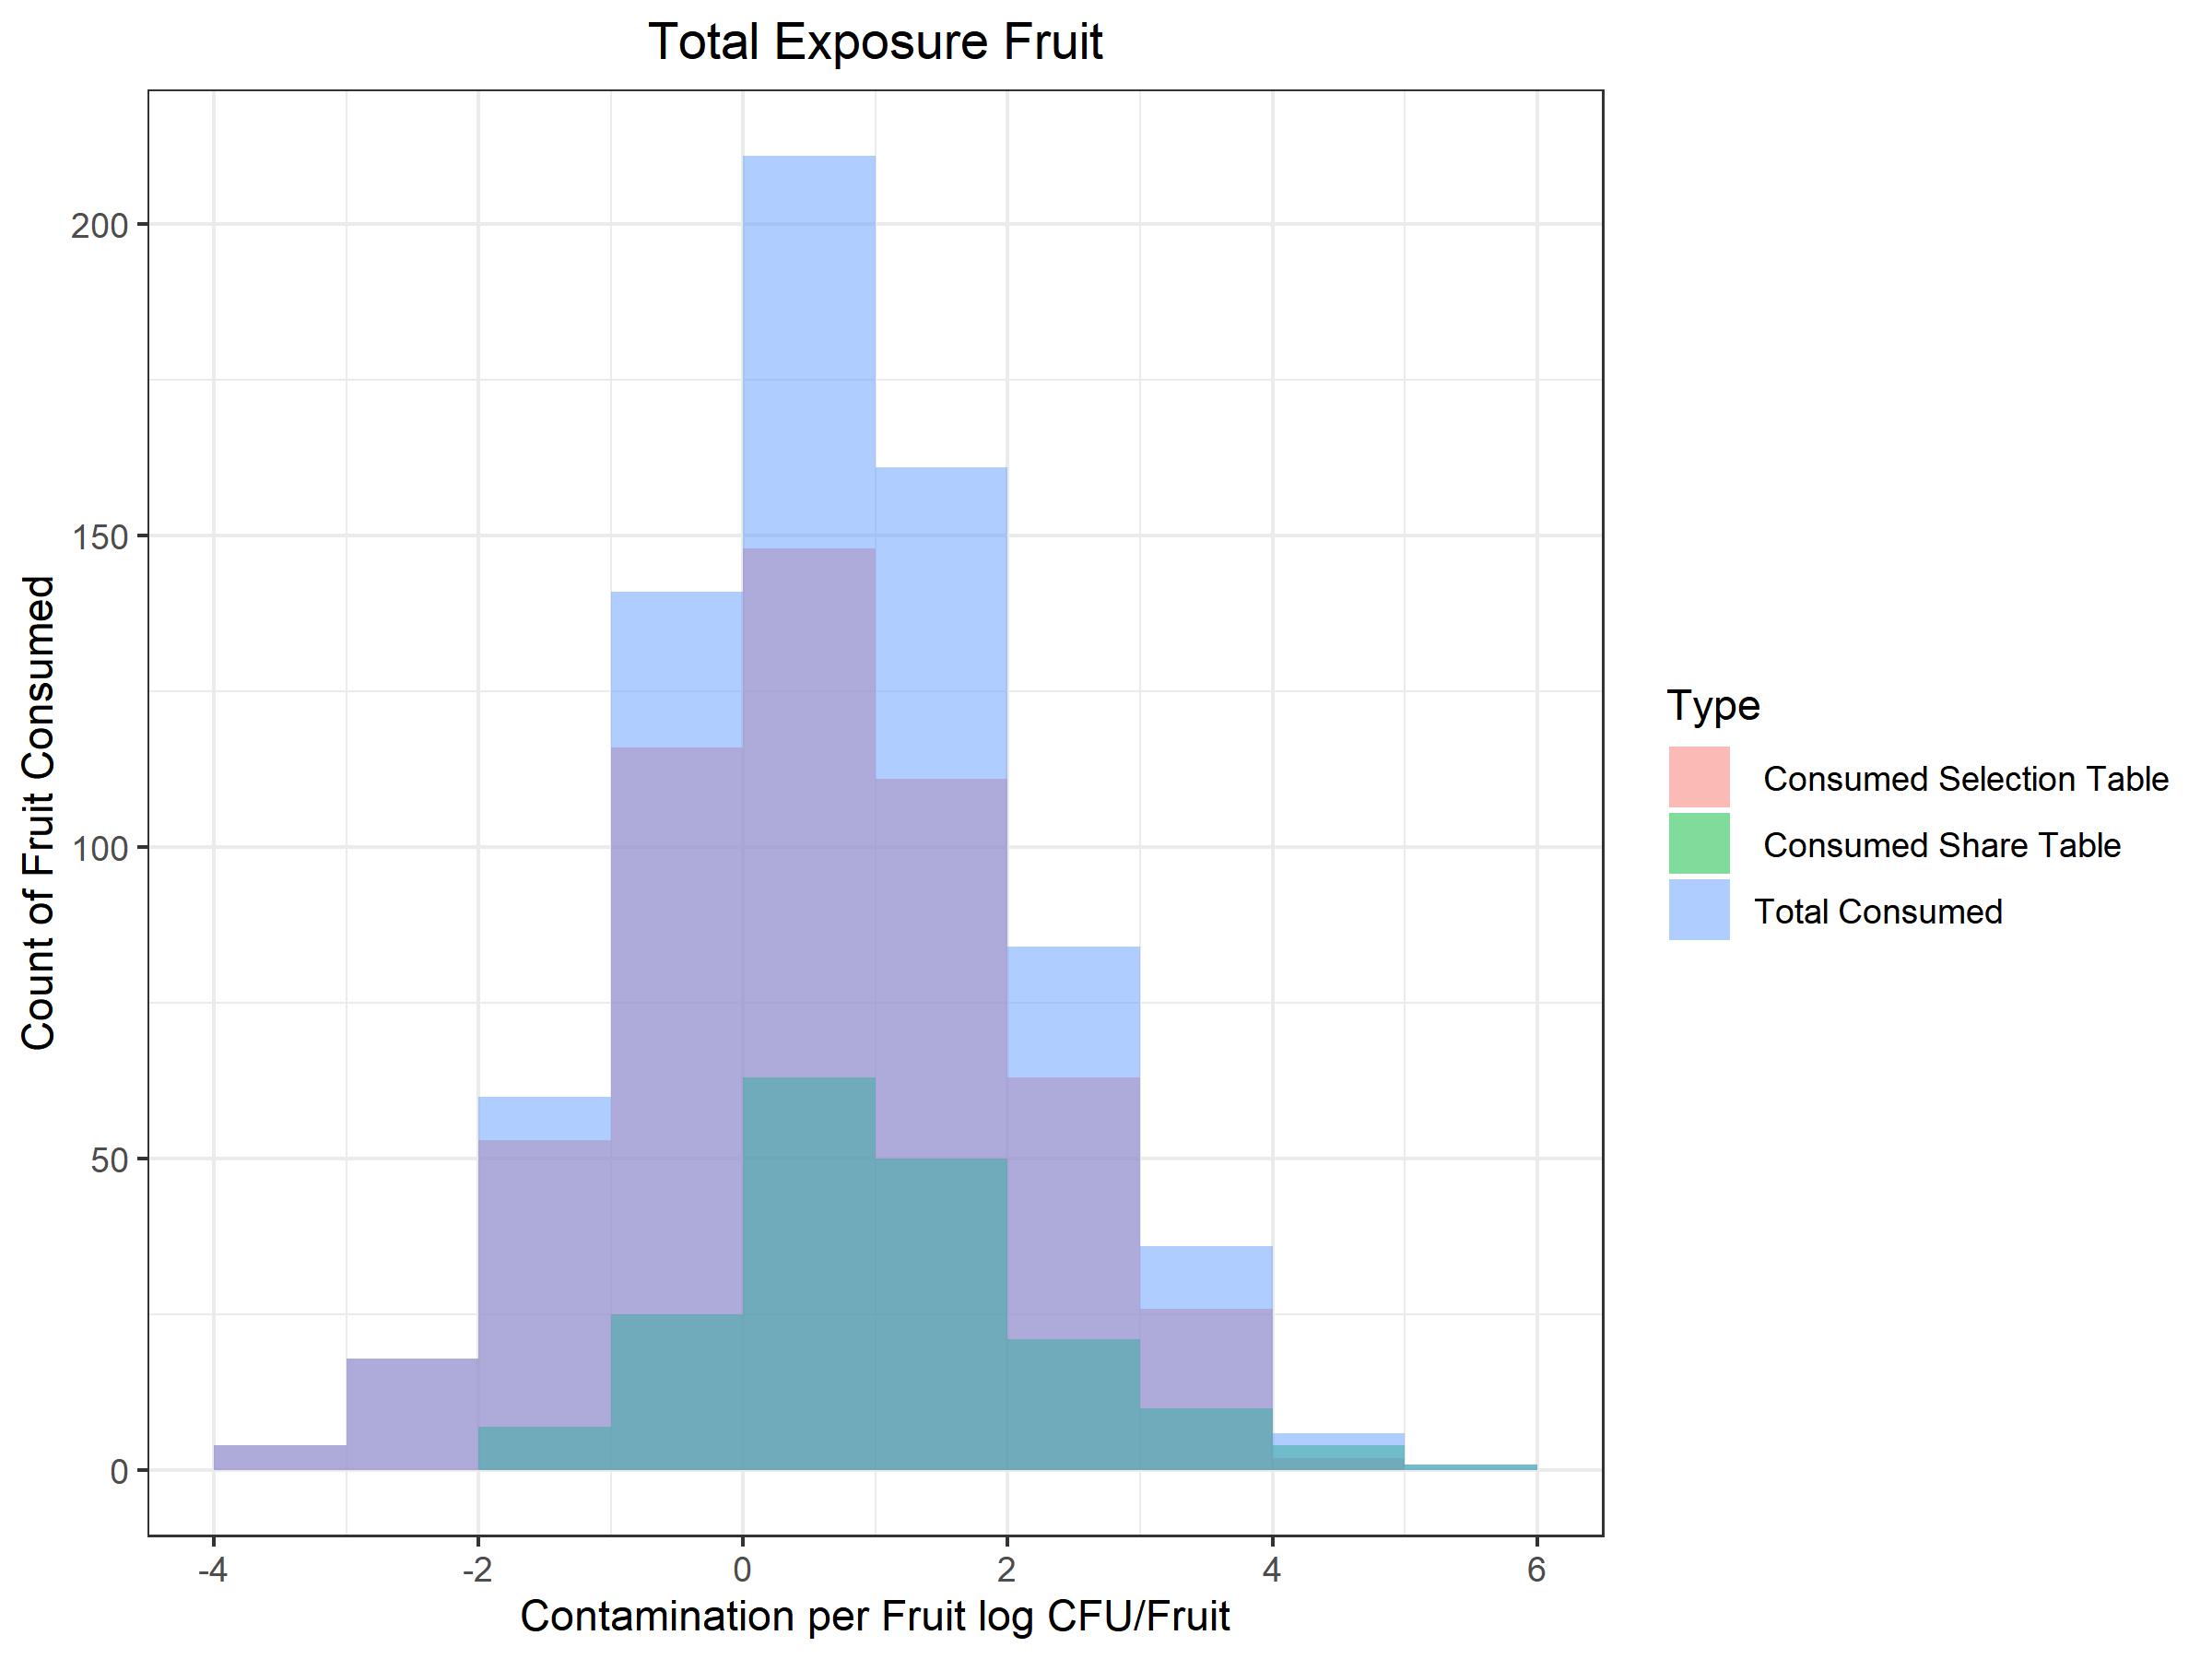 Total Exposure Fruit
Count of Fruit Consumed
200
150
100
50
0
-4 -2 0 2 4 6
Contamination per Fruit log CFU/Fruit
Type
Consumed Selection Table
Consumed Share Table
Total Consumed